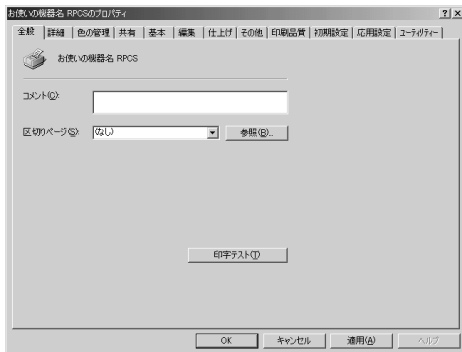 お使いの機器名 RPCSのプロパティ
全般 詳細 色の管理 共有 基本 編集 仕上げ その他 印刷品質 初期設定 応用設定 ユーティリティー
お使いの機器名 RPCS
コメント(C):
区切りページ(S): (なし) 参照(B)...
印字テスト(T)
OK キャンセル 適用(A) ヘルプ